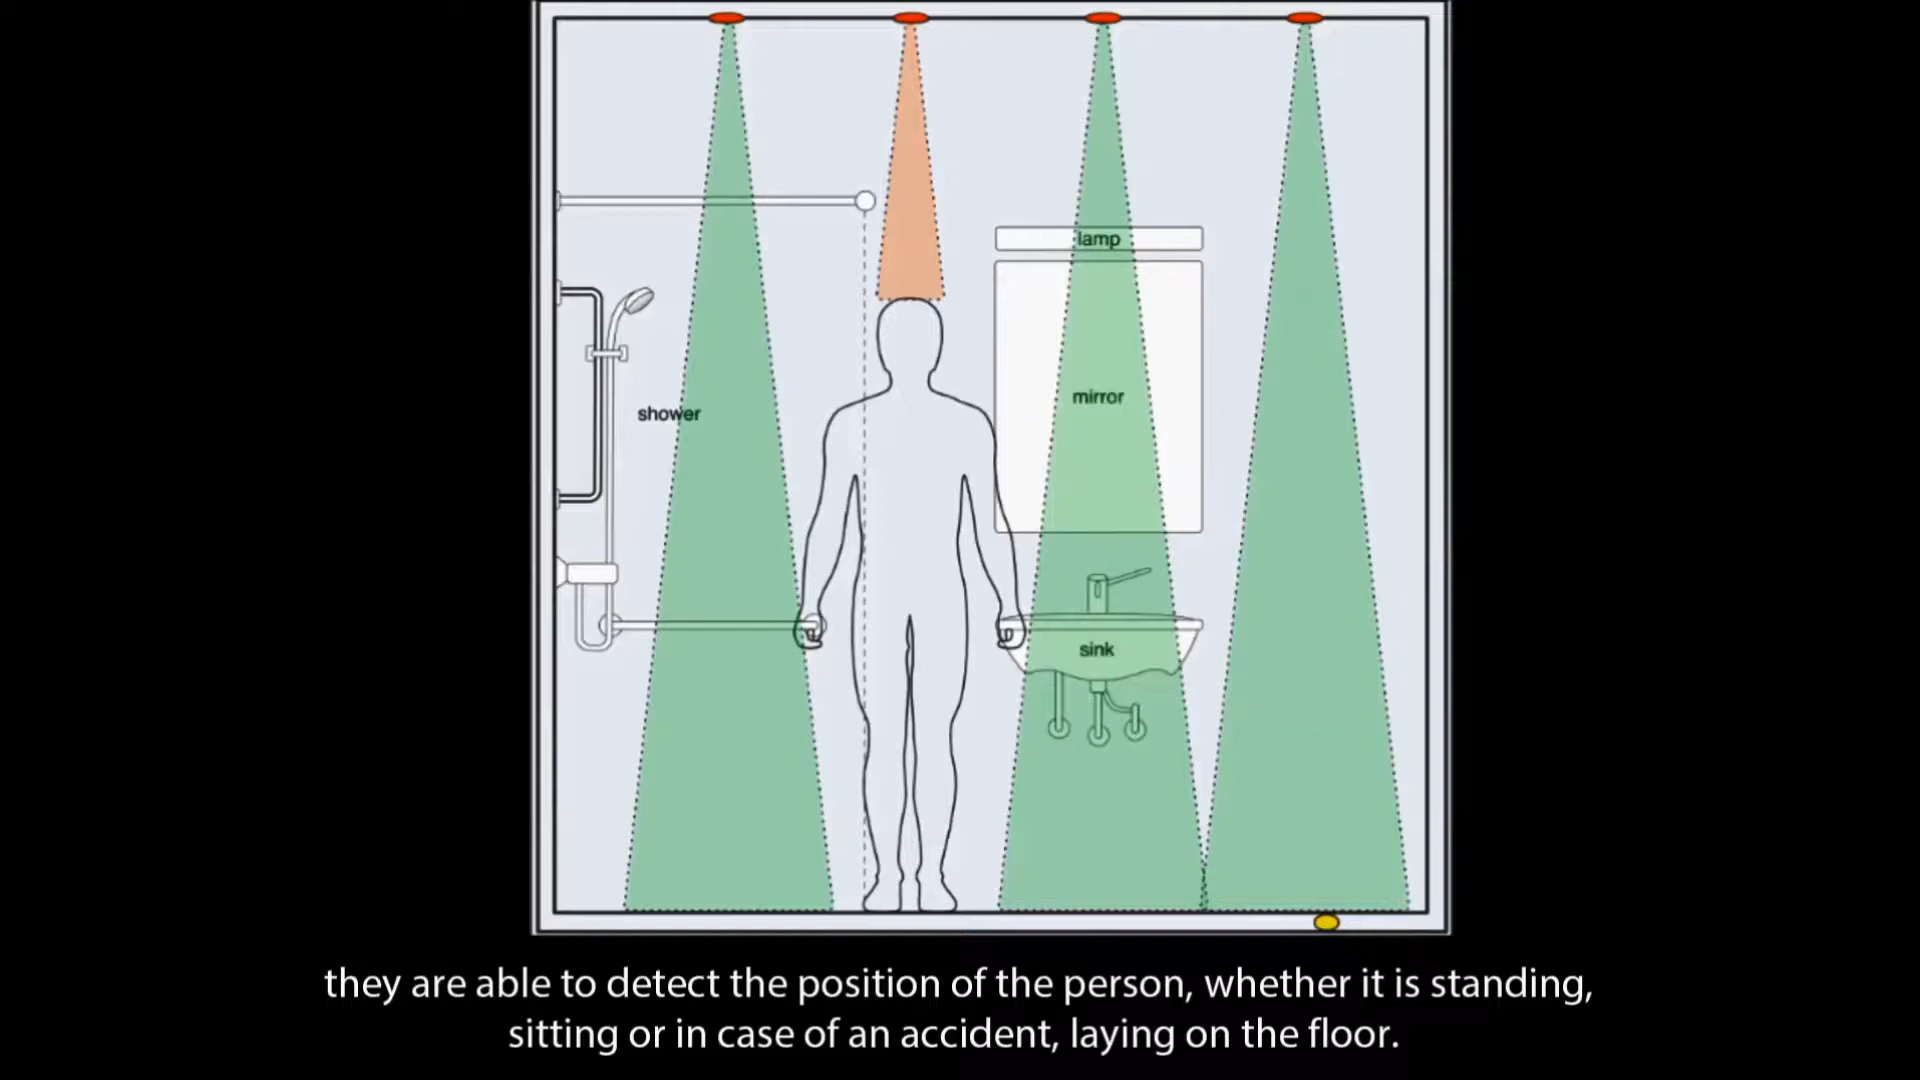 lamp
mirror
shower
sink
they are able to detect the position of the person, whether it is standing,
sitting or in case of an accident, laying on the floor.